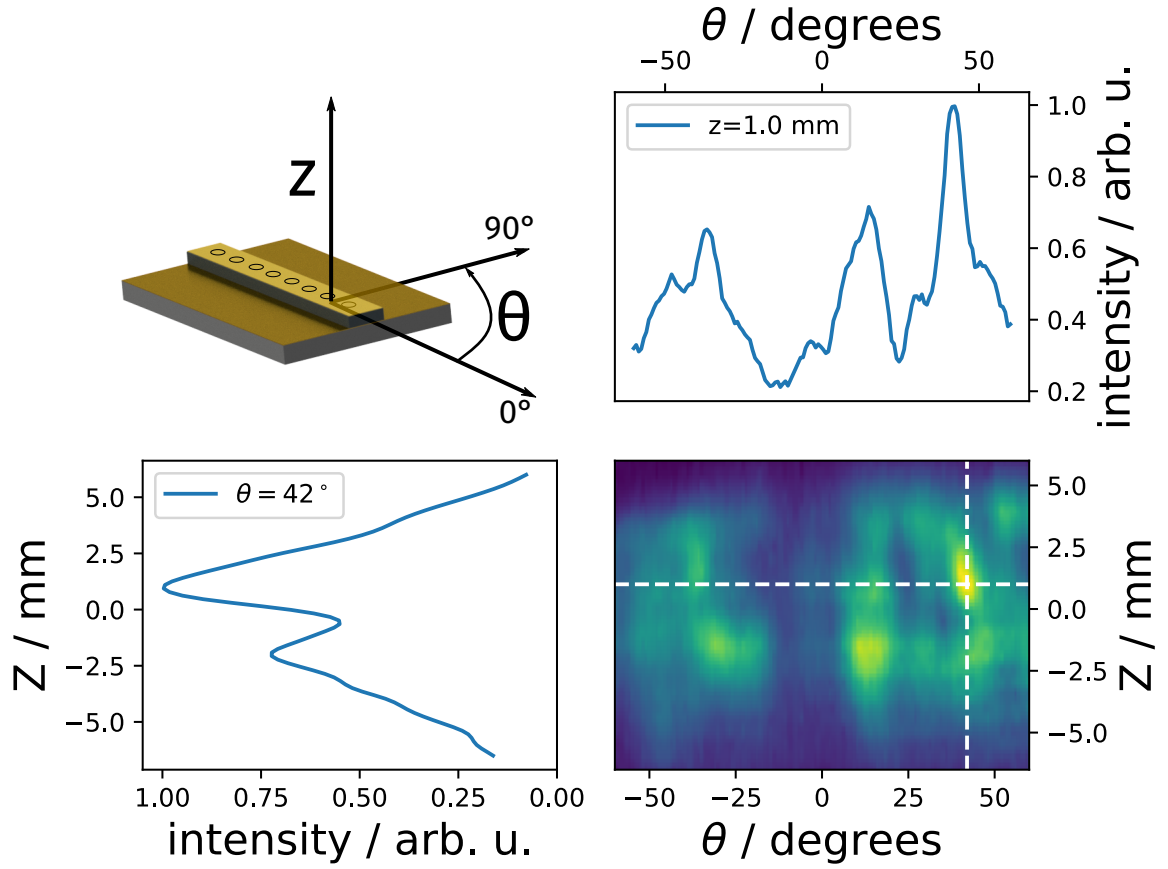 θ / degrees
−50 0 50
z=1.0 mm
1.0
0.8
0.6
0.4
0.2
intensity / arb. u.
z
90°
θ
0°
θ = 42°
5.0
2.5
0.0
−2.5
−5.0
Z / mm
1.00 0.75 0.50 0.25 0.00
intensity / arb. u.
5.0
2.5
0.0
−2.5
−5.0
Z / mm
−50 −25 0 25 50
θ / degrees